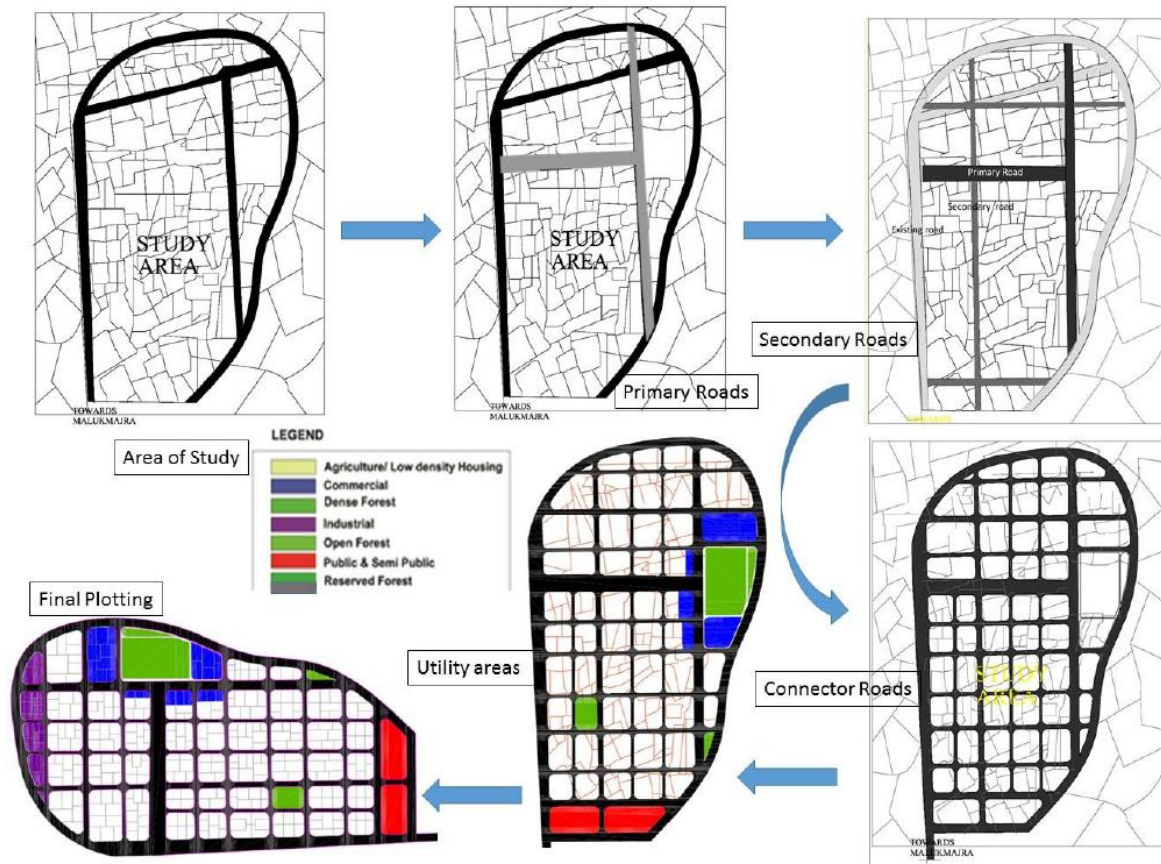 STUDY
AREA
TOWARDS
MALUKMAJRA
Area of Study
STUDY
AREA
TOWARDS
MALUKMAJRA
Primary Roads
Primary Road
Secondary road
Existing road
TOWARDS
Secondary Roads
STUDY
AREA
TOWARDS
MALUKMAJRA
Connector Roads
Utility areas
LEGEND
Agriculture/ Low density Housing
Commercial
Dense Forest
Industrial
Open Forest
Public & Semi Public
Reserved Forest
Final Plotting